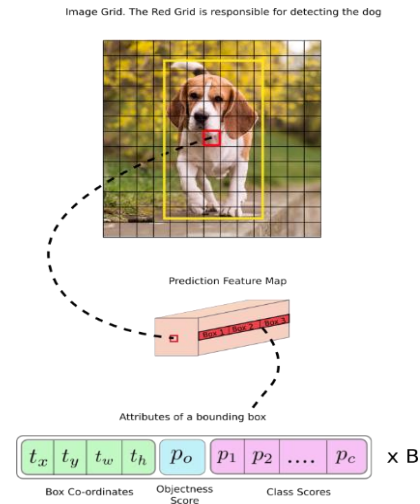 Image Grid. The Red Grid is responsible for detecting the dog
Prediction Feature Map
Box 1 Box 2 Box 3
Attributes of a bounding box
t_x t_y t_w t_h p_o p_1 p_2 .... p_c x B
Box Co-ordinates Objectness Score Class Scores